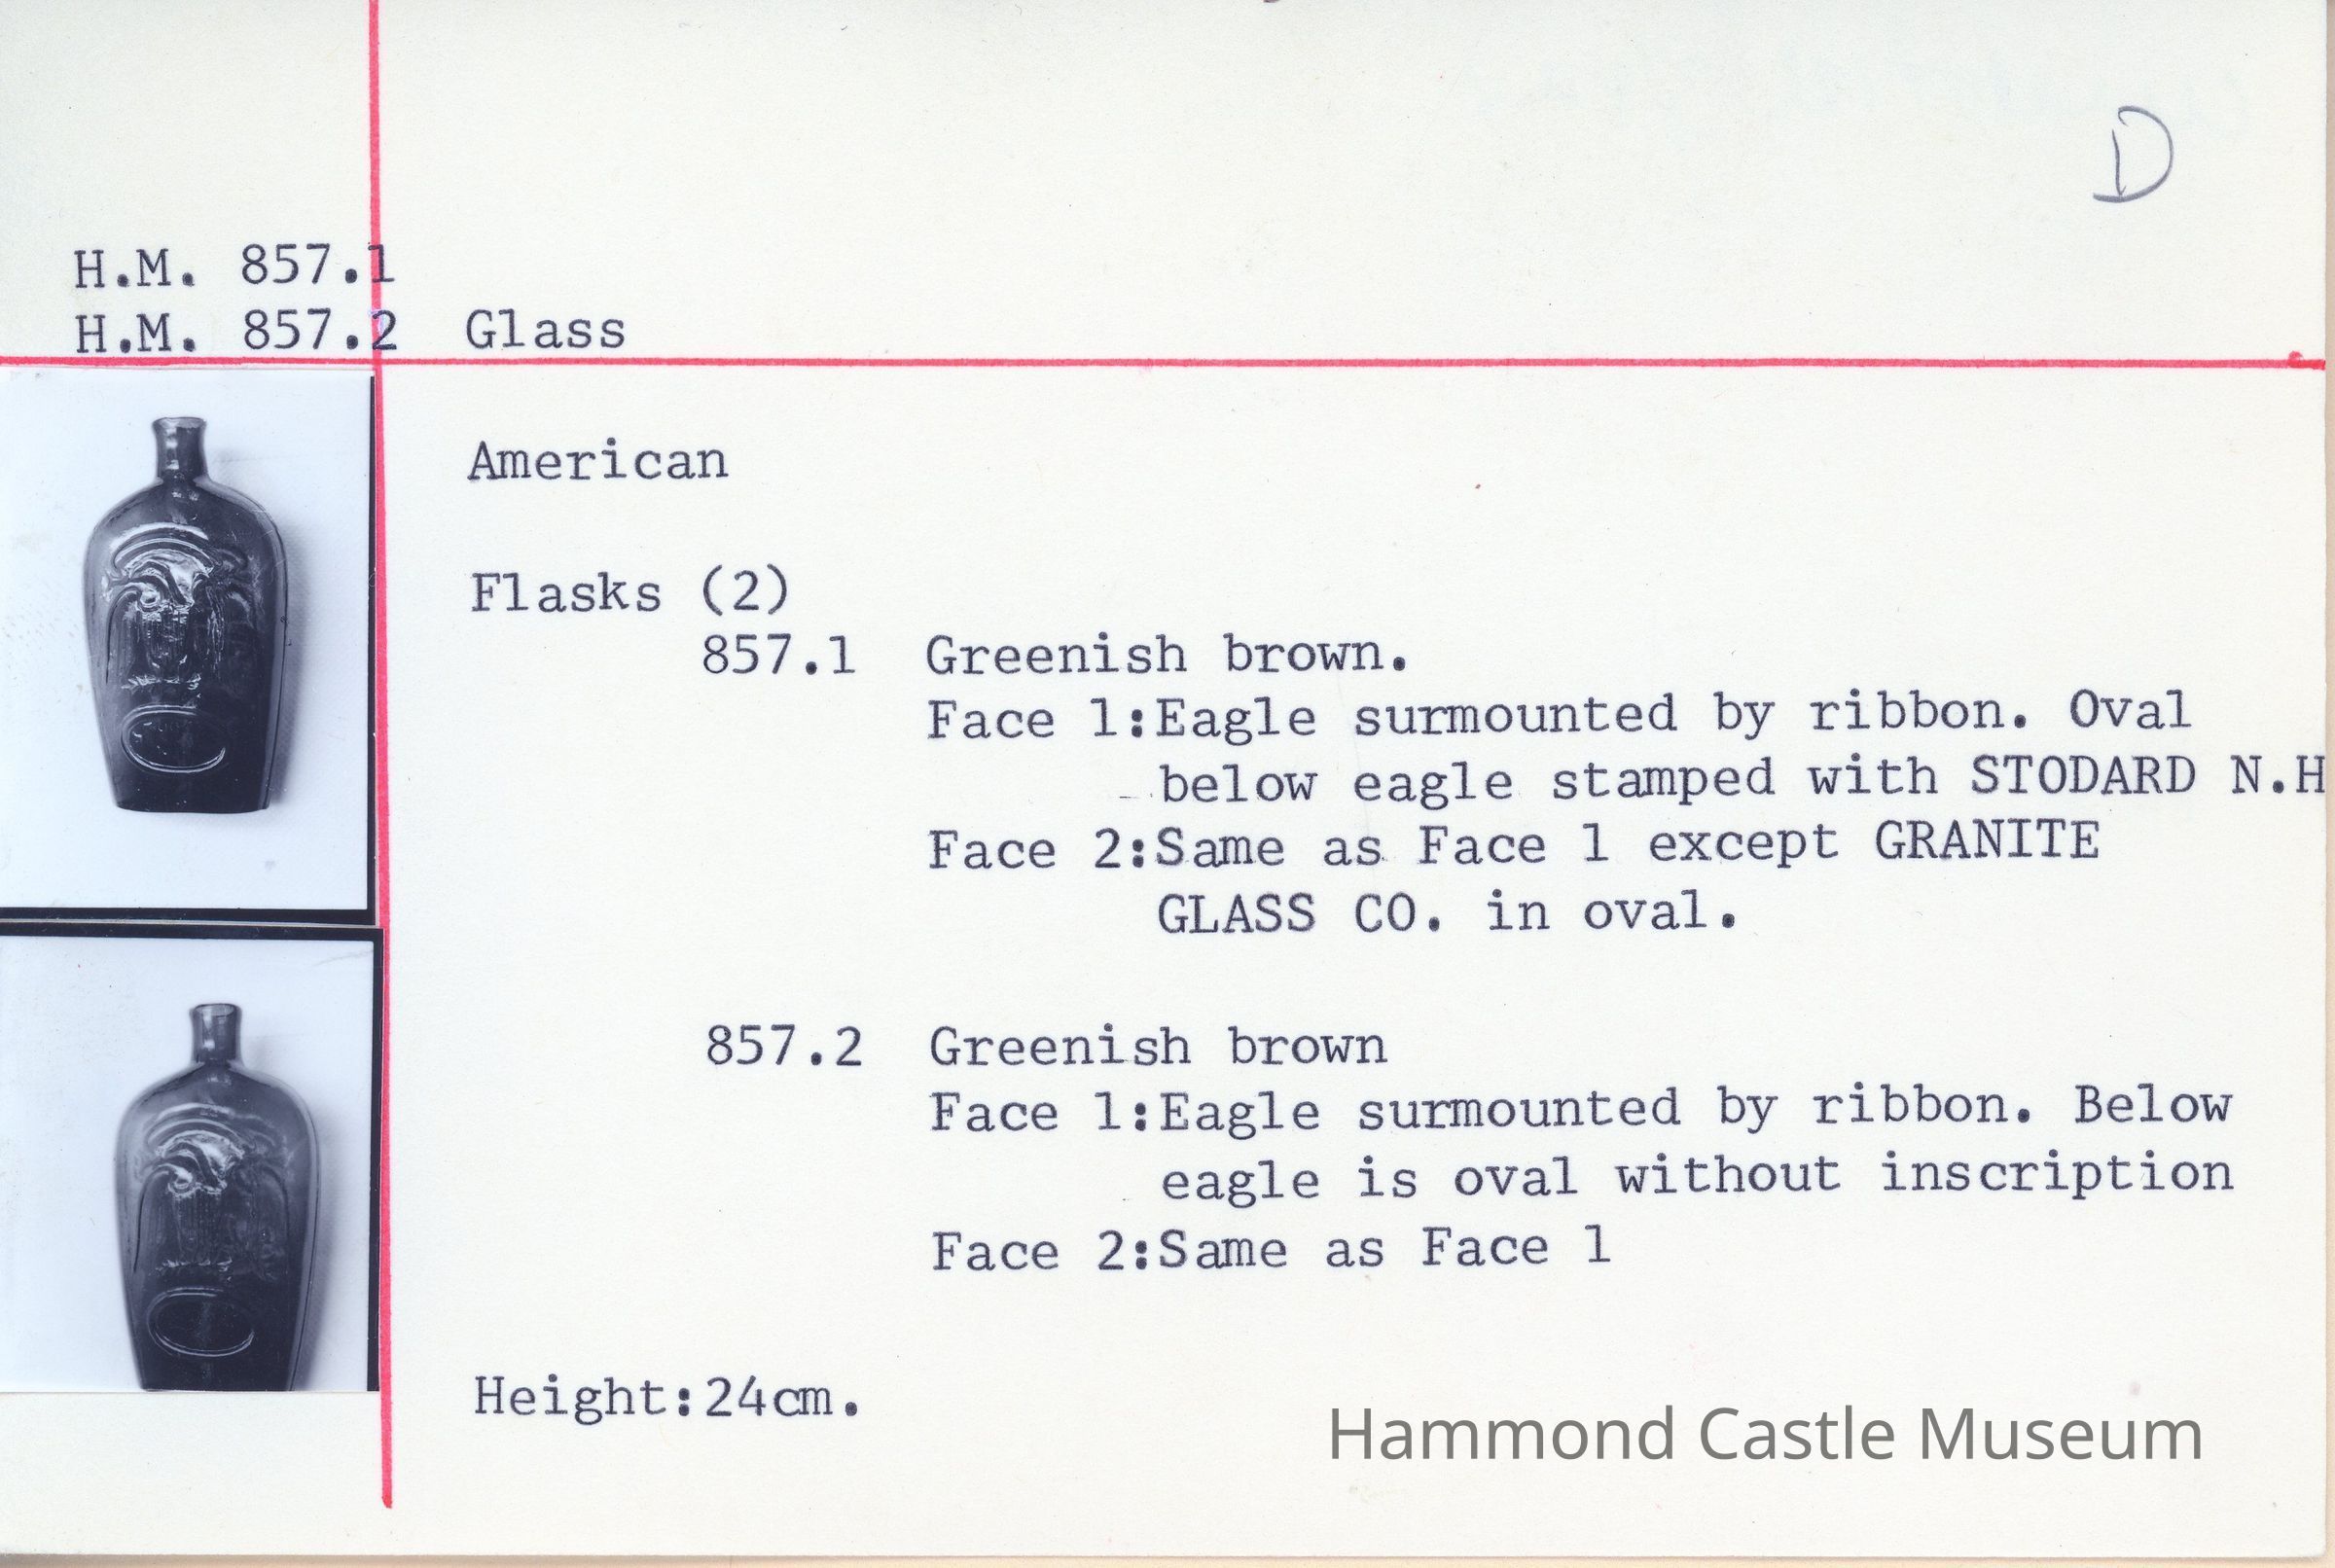 D
H.M. 857.1
H.M. 857.2 Glass
American
Flasks (2)
857.1 Greenish brown.
Face 1:Eagle surmounted by ribbon. Oval
below eagle stamped with STODARD N.H
Face 2:Same as Face 1 except GRANITE
GLASS CO. in oval.
857.2 Greenish brown
Face 1:Eagle surmounted by ribbon. Below
eagle is oval without inscription
Face 2:Same as Face 1
Height:24cm.
Hammond Castle Museum